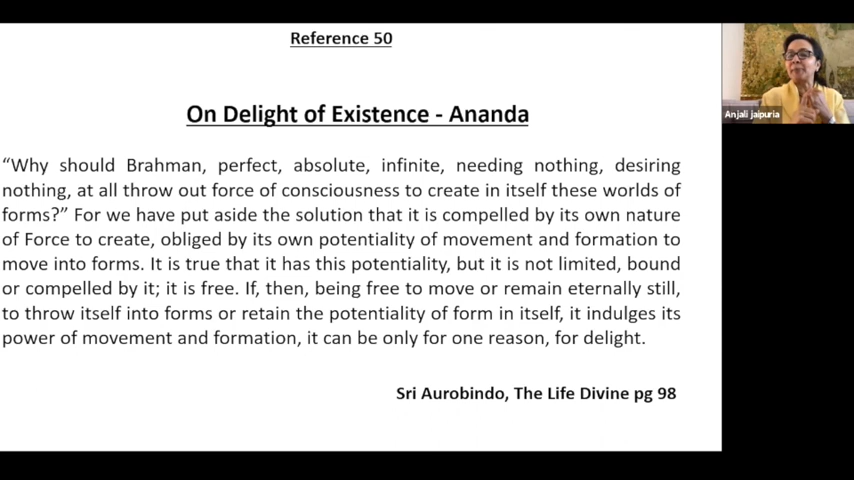 Reference 50
On Delight of Existence - Ananda
“Why should Brahman, perfect, absolute, infinite, needing nothing, desiring
nothing, at all throw out force of consciousness to create in itself these worlds of
forms?” For we have put aside the solution that it is compelled by its own nature
of Force to create, obliged by its own potentiality of movement and formation to
move into forms. It is true that it has this potentiality, but it is not limited, bound
or compelled by it; it is free. If, then, being free to move or remain eternally still,
to throw itself into forms or retain the potentiality of form in itself, it indulges its
power of movement and formation, it can be only for one reason, for delight.
Sri Aurobindo, The Life Divine pg 98
Anjali jaipuria